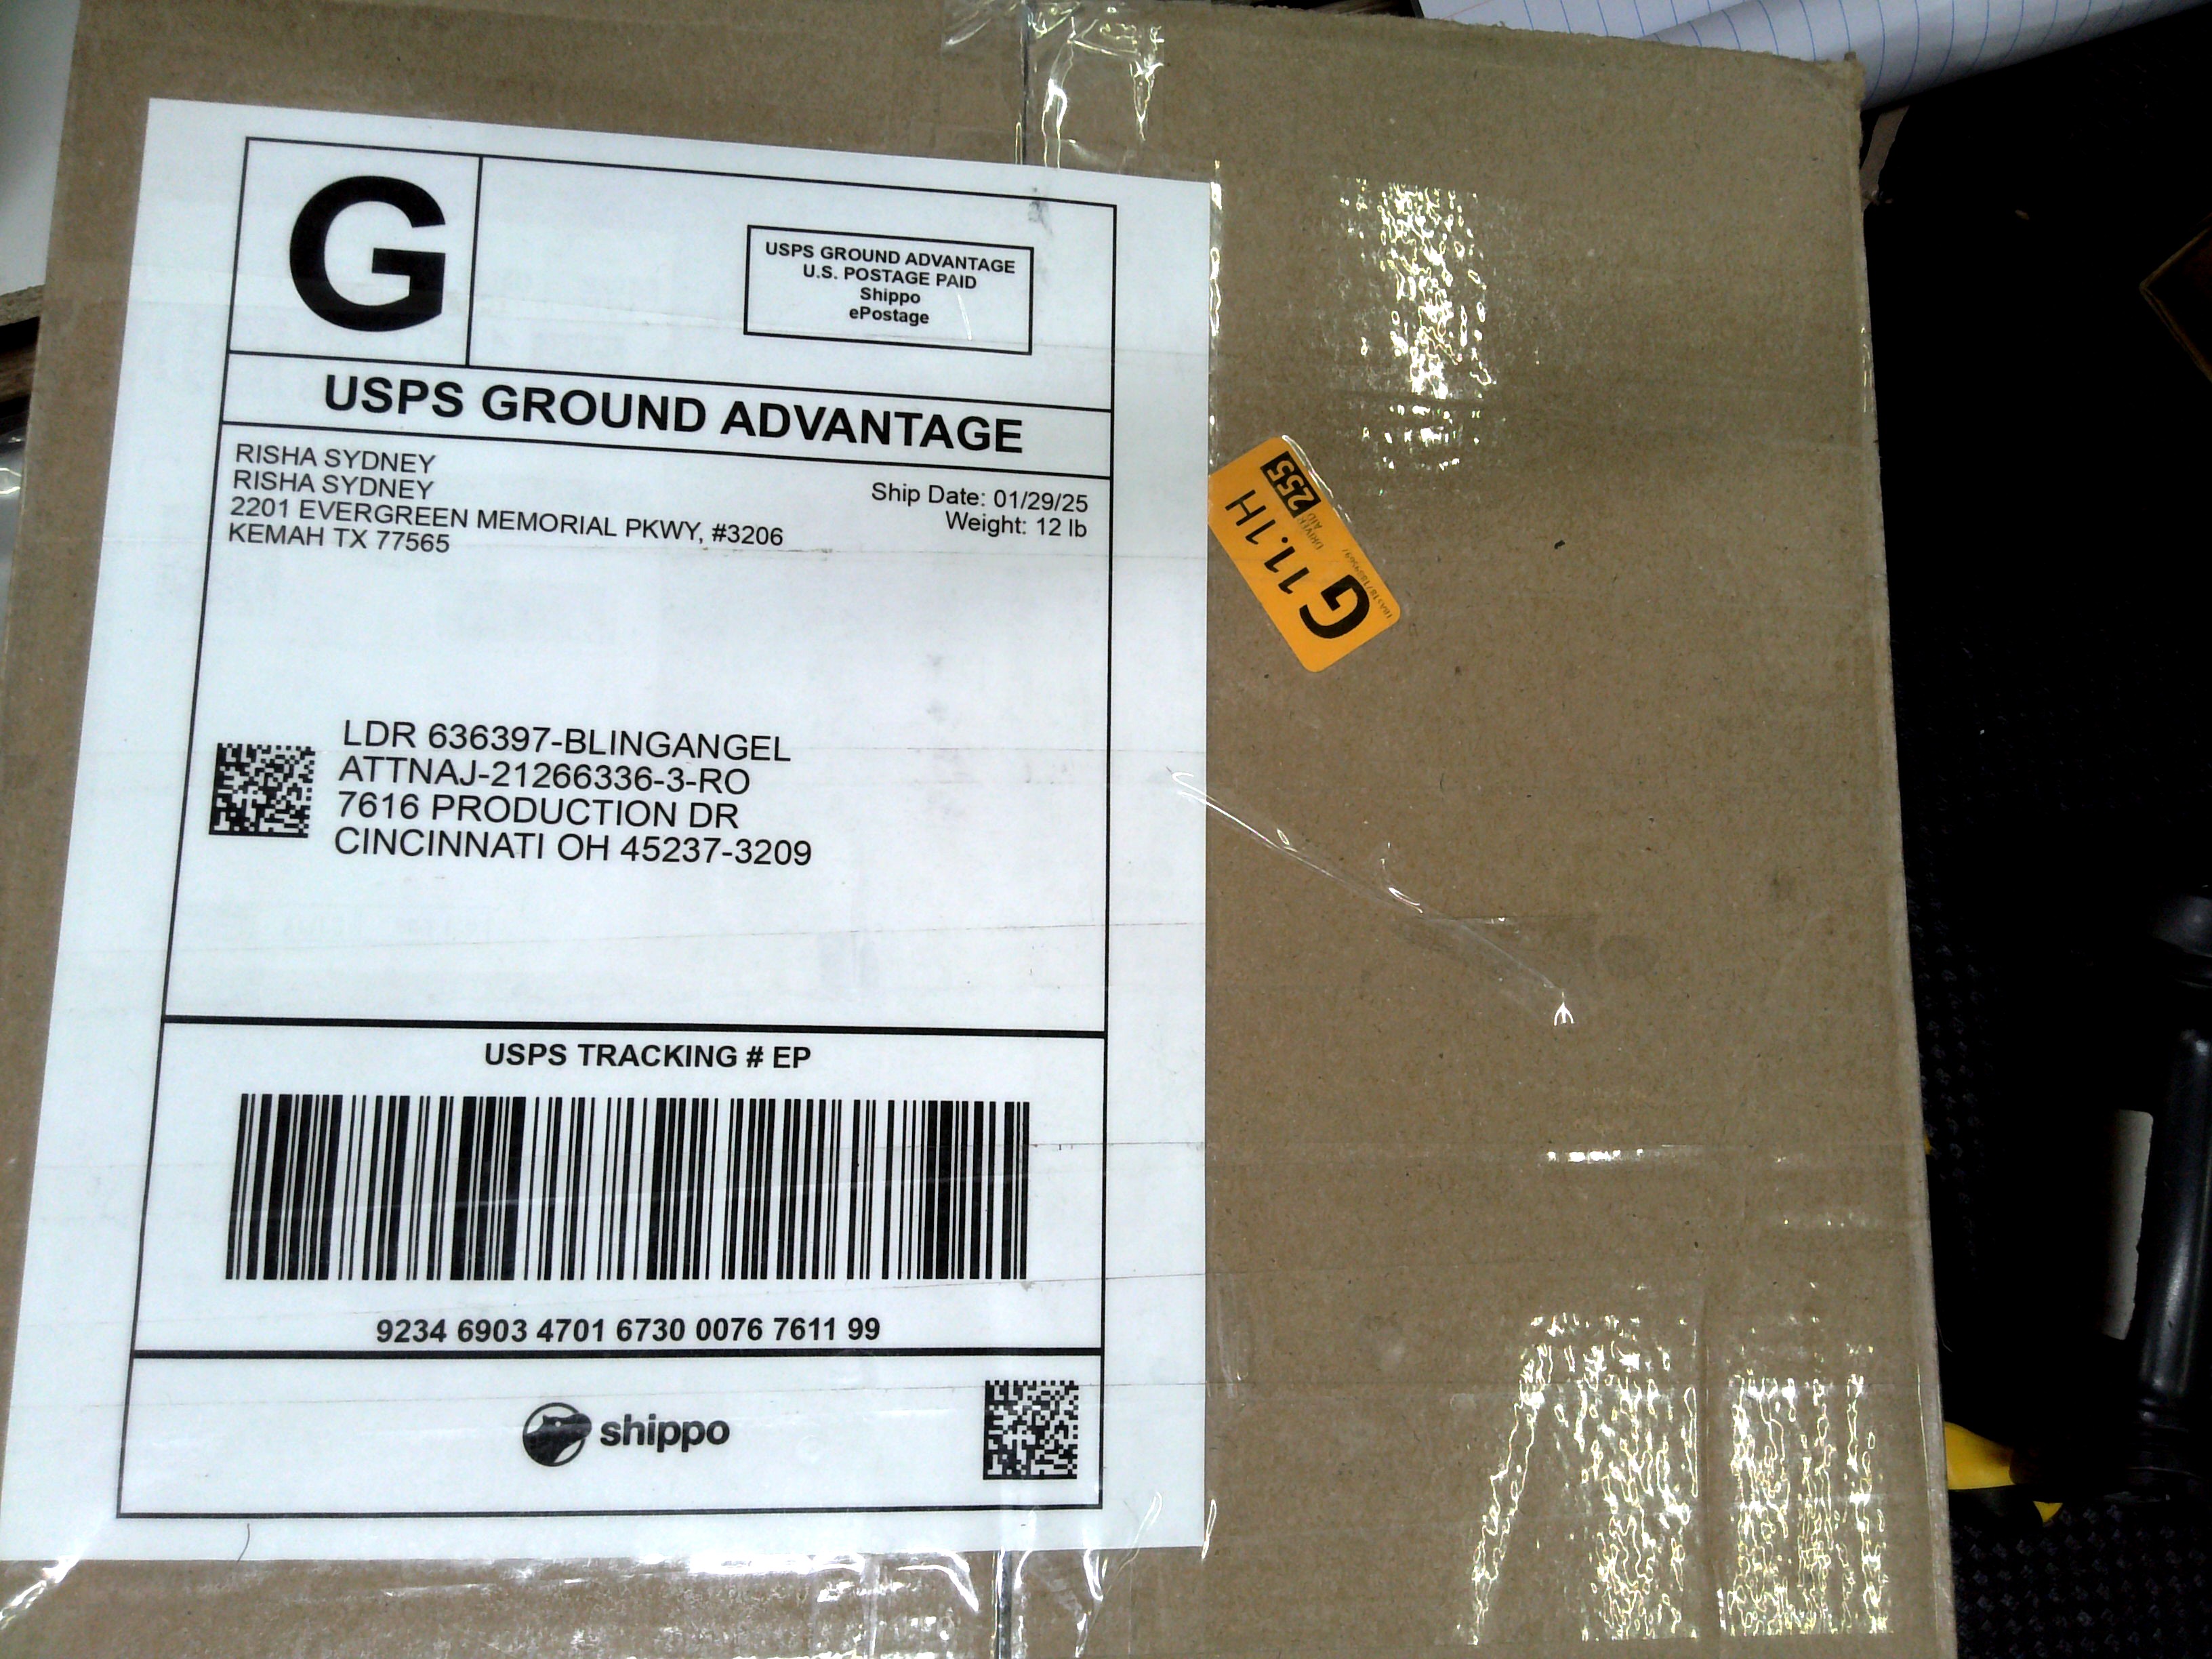 G
USPS GROUND ADVANTAGE
U.S. POSTAGE PAID
Shippo
ePostage
USPS GROUND ADVANTAGE
RISHA SYDNEY
RISHA SYDNEY
2201 EVERGREEN MEMORIAL PKWY, #3206
KEMAH TX 77565
Ship Date: 01/29/25
Weight: 12 lb
LDR 636397-BLINGANGEL
ATTNAJ-21266336-3-RO
7616 PRODUCTION DR
CINCINNATI OH 45237-3209
USPS TRACKING # EP
9234 6903 4701 6730 0076 7611 99
shippo
G 11.1H
DRIVER
AID
255